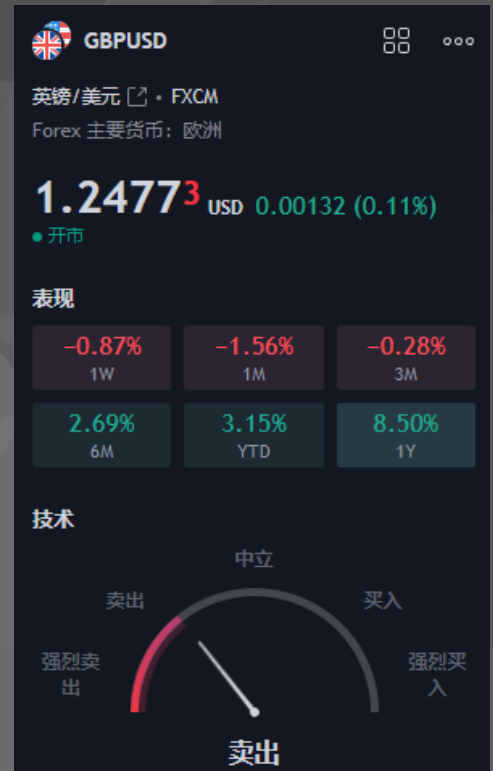 GBPUSD
英镑/美元 • FXCM
Forex 主要货币：欧洲
1.24773 USD 0.00132 (0.11%)
开市
表现
−0.87% −1.56% −0.28%
1W 1M 3M
2.69% 3.15% 8.50%
6M YTD 1Y
技术
中立
卖出 买入
强烈卖 强烈买
出 入
卖出